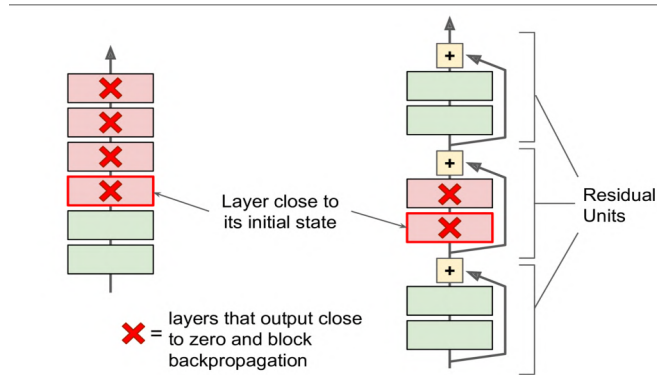 Layer close to
its initial state
Residual
Units
= layers that output close
to zero and block
backpropagation
+
+
+